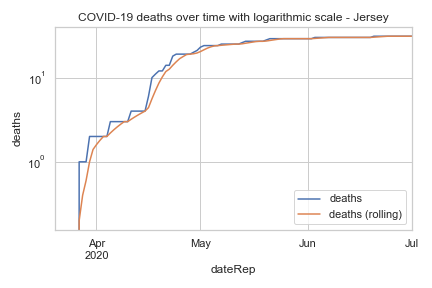 COVID-19 deaths over time with logarithmic scale - Jersey
deaths
10¹
10⁰
deaths
deaths (rolling)
Apr
2020
May
Jun
Jul
dateRep